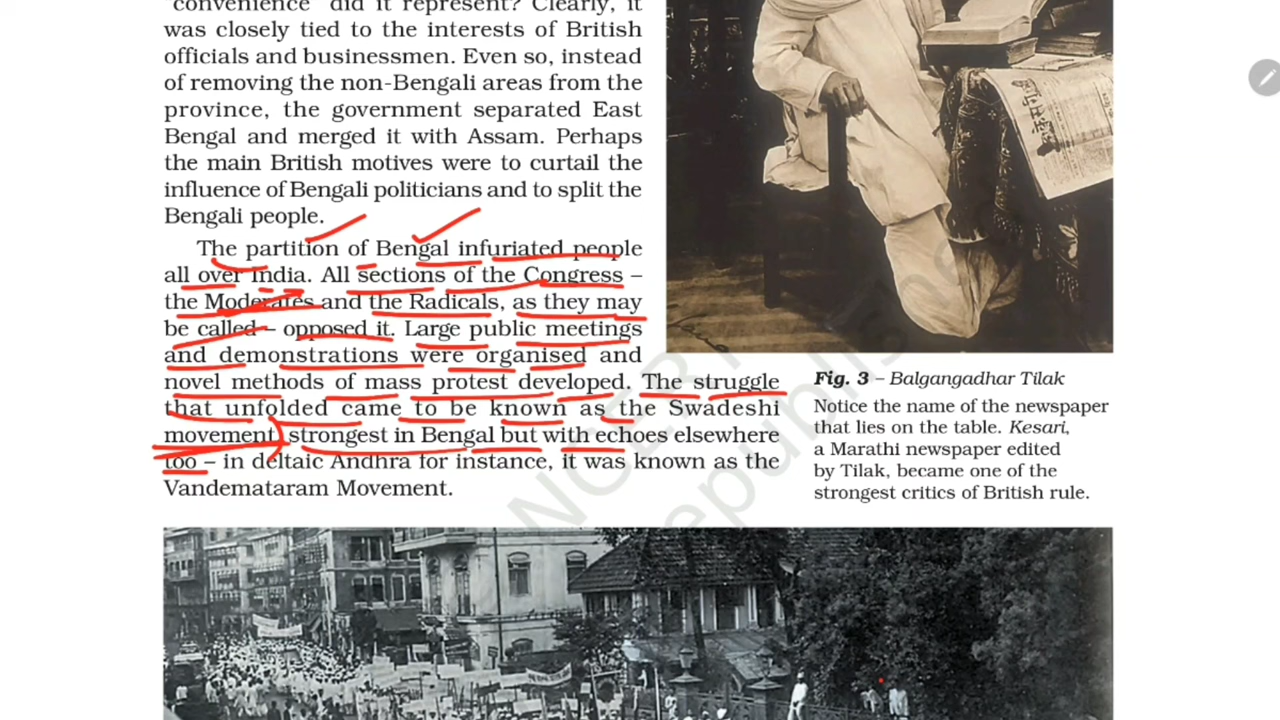 "convenience" did it represent? Clearly, it
was closely tied to the interests of British
officials and businessmen. Even so, instead
of removing the non-Bengali areas from the
province, the government separated East
Bengal and merged it with Assam. Perhaps
the main British motives were to curtail the
influence of Bengali politicians and to split the
Bengali people.
The partition of Bengal infuriated people
all over India. All sections of the Congress –
the Moderates and the Radicals, as they may
be called – opposed it. Large public meetings
and demonstrations were organised and
novel methods of mass protest developed. The struggle
that unfolded came to be known as the Swadeshi
movement, strongest in Bengal but with echoes elsewhere
too – in deltaic Andhra for instance, it was known as the
Vandemataram Movement.
Fig. 3 – Balgangadhar Tilak
Notice the name of the newspaper
that lies on the table. Kesari,
a Marathi newspaper edited
by Tilak, became one of the
strongest critics of British rule.
NCERT
republishe